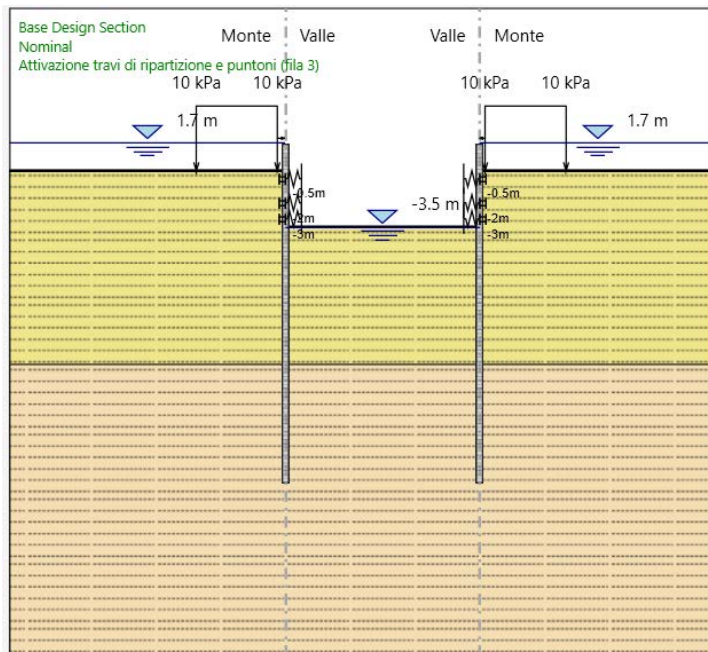 Base Design Section
Nominal
Attivazione travi di ripartizione e puntoni (fila 3)
Monte Valle Valle Monte
10 kPa 10 kPa 10 kPa 10 kPa
1.7 m 1.7 m
-0.5m -0.5m
-3.5 m
-2m -2m
-3m -3m